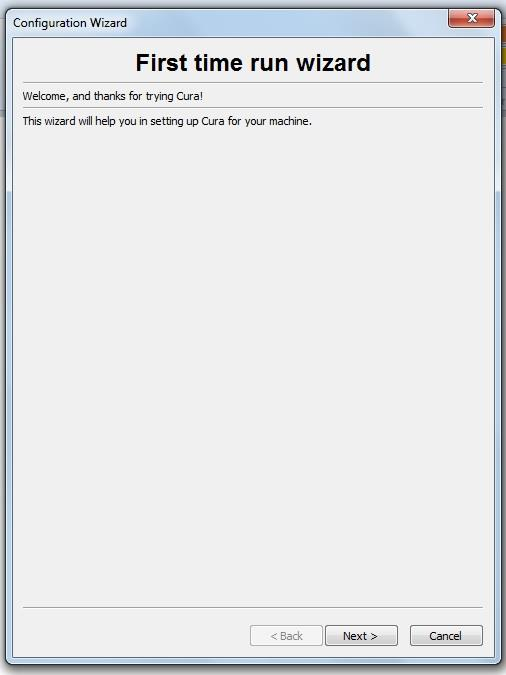 Configuration Wizard
First time run wizard
Welcome, and thanks for trying Cura!
This wizard will help you in setting up Cura for your machine.
< Back Next > Cancel